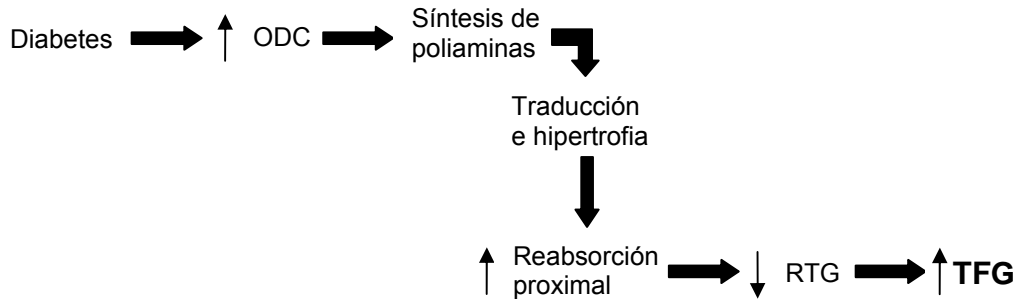 Diabetes
ODC
Síntesis de
poliaminas
Traducción
e hipertrofia
Reabsorción
proximal
RTG
TFG